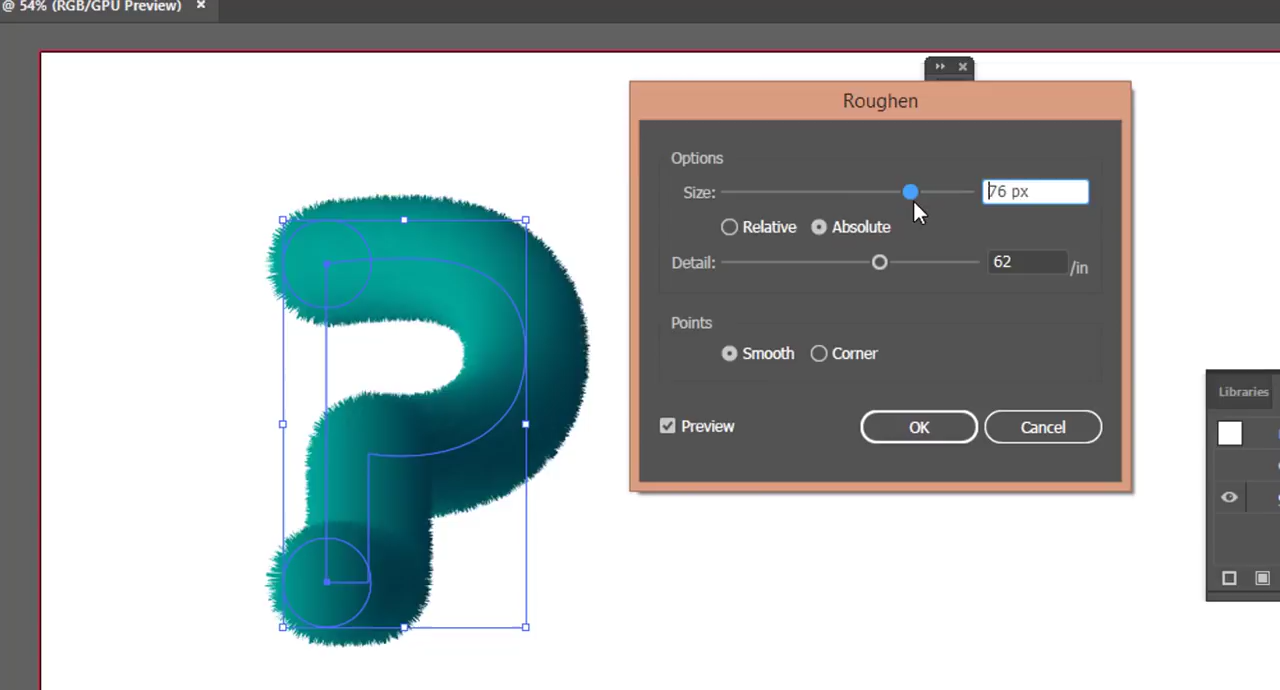 @ 54% (RGB/GPU Preview) ×
Roughen
Options
Size: 76 px
Relative Absolute
Detail: 62 /in
Points
Smooth Corner
Preview OK Cancel
Libraries